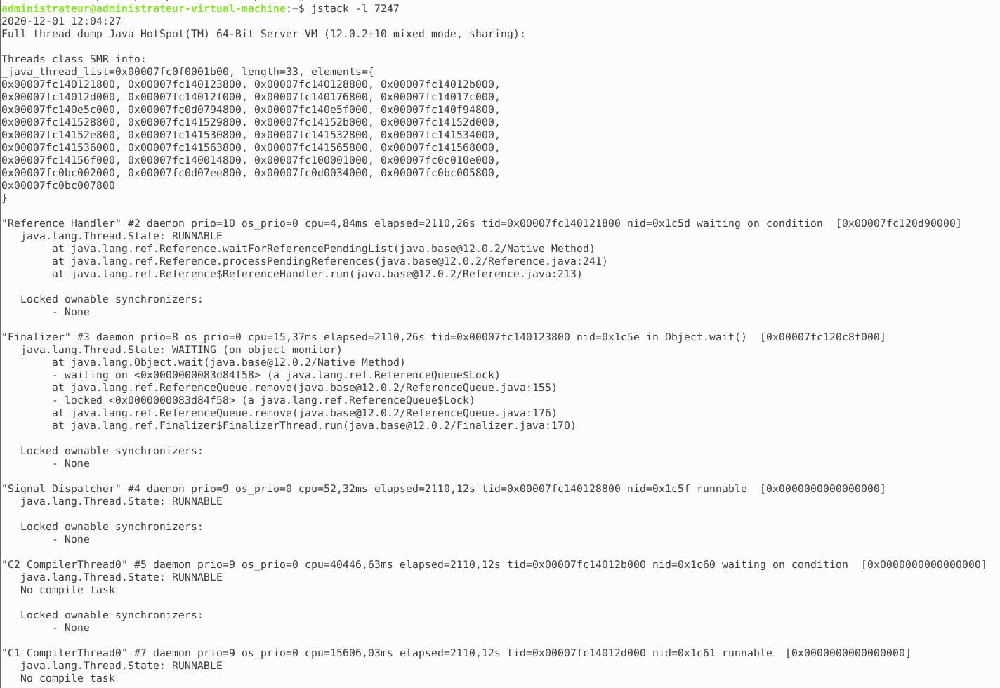 administrateur@administrateur-virtual-machine:~$ jstack -l 7247
2020-12-01 12:04:27
Full thread dump Java HotSpot(TM) 64-Bit Server VM (12.0.2+10 mixed mode, sharing):
Threads class SMR info:
_java_thread_list=0x00007fc0f0001b00, length=33, elements={
0x00007fc140121800, 0x00007fc140123800, 0x00007fc140128800, 0x00007fc14012b000,
0x00007fc14012d000, 0x00007fc14012f000, 0x00007fc140176800, 0x00007fc14017c000,
0x00007fc140e5c000, 0x00007fc0d0794800, 0x00007fc140e5f000, 0x00007fc140f94800,
0x00007fc141528800, 0x00007fc141529800, 0x00007fc14152b000, 0x00007fc14152d000,
0x00007fc14152e800, 0x00007fc141530800, 0x00007fc141532800, 0x00007fc141534000,
0x00007fc141536000, 0x00007fc141563800, 0x00007fc141565800, 0x00007fc141568000,
0x00007fc14156f000, 0x00007fc140014800, 0x00007fc100001000, 0x00007fc0c010e000,
0x00007fc0bc002000, 0x00007fc0d07ee800, 0x00007fc0d0034000, 0x00007fc0bc005800,
0x00007fc0bc007800
}
"Reference Handler" #2 daemon prio=10 os_prio=0 cpu=4,84ms elapsed=2110,26s tid=0x00007fc140121800 nid=0x1c5d waiting on condition  [0x00007fc120d90000]
java.lang.Thread.State: RUNNABLE
at java.lang.ref.Reference.waitForReferencePendingList(java.base@12.0.2/Native Method)
at java.lang.ref.Reference.processPendingReferences(java.base@12.0.2/Reference.java:241)
at java.lang.ref.Reference$ReferenceHandler.run(java.base@12.0.2/Reference.java:213)
Locked ownable synchronizers:
- None
"Finalizer" #3 daemon prio=8 os_prio=0 cpu=15,37ms elapsed=2110,26s tid=0x00007fc140123800 nid=0x1c5e in Object.wait()  [0x00007fc120c8f000]
java.lang.Thread.State: WAITING (on object monitor)
at java.lang.Object.wait(java.base@12.0.2/Native Method)
- waiting on <0x0000000083d84f58> (a java.lang.ref.ReferenceQueue$Lock)
at java.lang.ref.ReferenceQueue.remove(java.base@12.0.2/ReferenceQueue.java:155)
- locked <0x0000000083d84f58> (a java.lang.ref.ReferenceQueue$Lock)
at java.lang.ref.ReferenceQueue.remove(java.base@12.0.2/ReferenceQueue.java:176)
at java.lang.ref.Finalizer$FinalizerThread.run(java.base@12.0.2/Finalizer.java:170)
Locked ownable synchronizers:
- None
"Signal Dispatcher" #4 daemon prio=9 os_prio=0 cpu=52,32ms elapsed=2110,12s tid=0x00007fc140128800 nid=0x1c5f runnable  [0x0000000000000000]
java.lang.Thread.State: RUNNABLE
Locked ownable synchronizers:
- None
"C2 CompilerThread0" #5 daemon prio=9 os_prio=0 cpu=40446,63ms elapsed=2110,12s tid=0x00007fc14012b000 nid=0x1c60 waiting on condition  [0x0000000000000000]
java.lang.Thread.State: RUNNABLE
No compile task
Locked ownable synchronizers:
- None
"C1 CompilerThread0" #7 daemon prio=9 os_prio=0 cpu=15606,03ms elapsed=2110,12s tid=0x00007fc14012d000 nid=0x1c61 runnable  [0x0000000000000000]
java.lang.Thread.State: RUNNABLE
No compile task